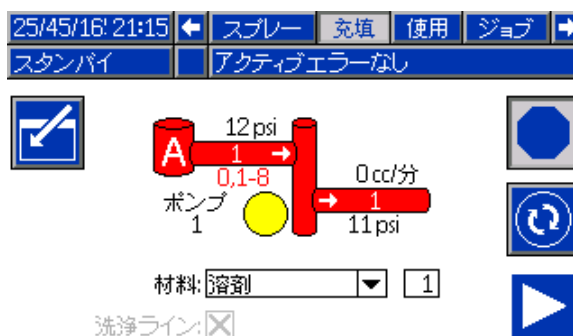 25/45/16 21:15 スプレー 充填 使用 ジョブ
スタンバイ アクティブエラーなし
12 psi
A 1
0,1-8
0 cc/分
1
ポンプ
1
11 psi
材料: 溶剤 1
洗浄ライン: